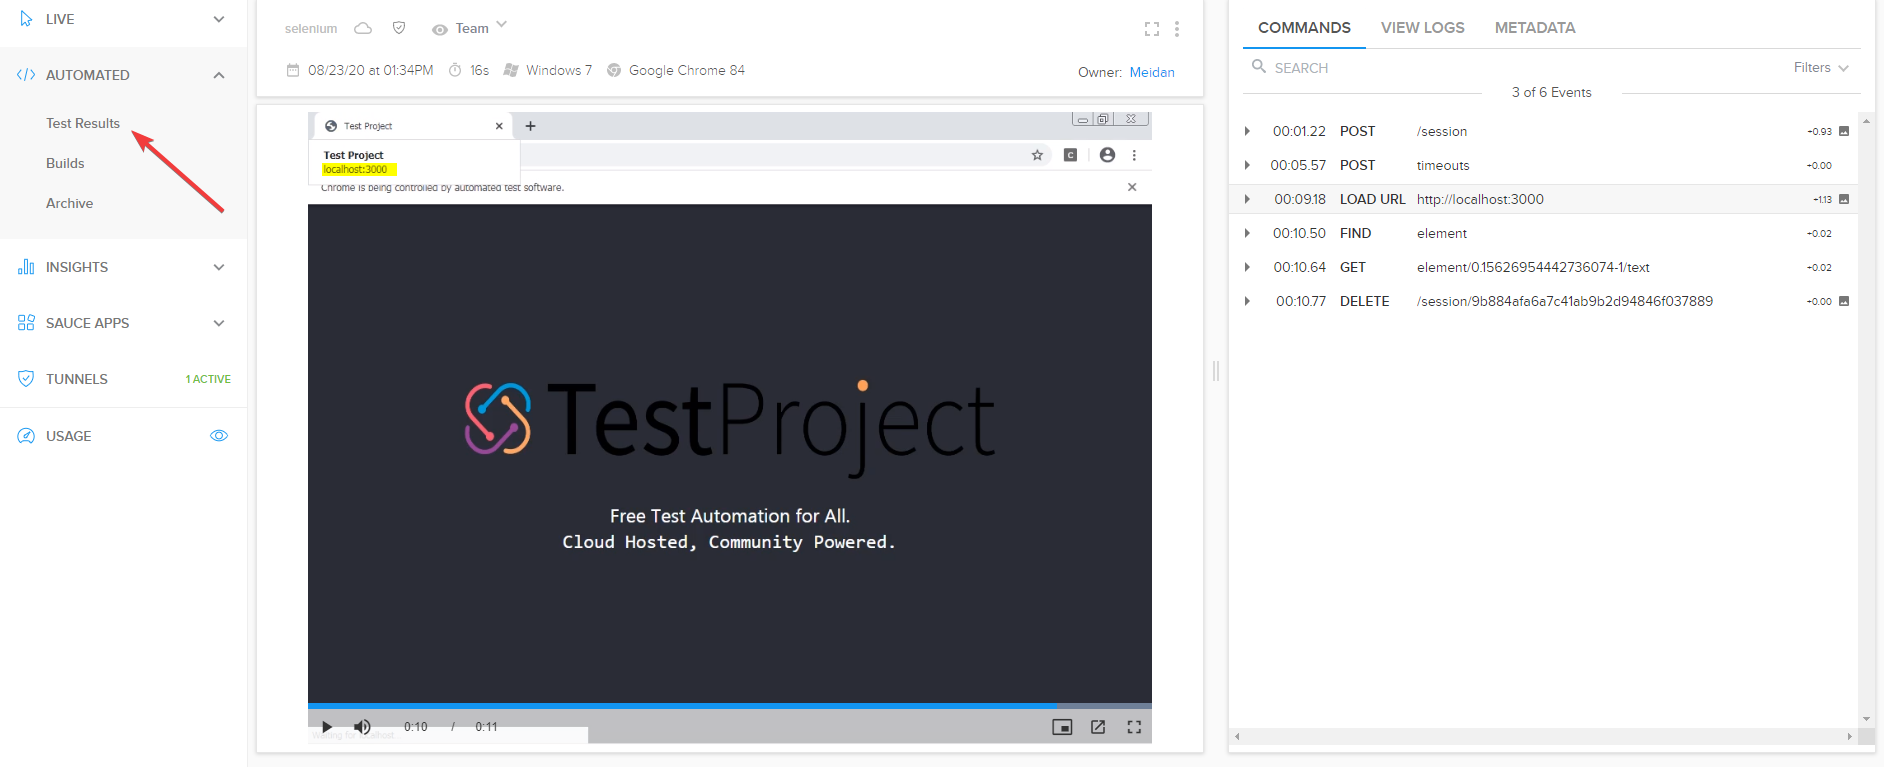 LIVE
AUTOMATED
Test Results
Builds
Archive
INSIGHTS
SAUCE APPS
TUNNELS 1 ACTIVE
USAGE
selenium Team
08/23/20 at 01:34PM 16s Windows 7 Google Chrome 84
Owner: Meidan
Test Project
Test Project
localhost:3000
C
Chrome is being controlled by automated test software.
TestProject
Free Test Automation for All.
Cloud Hosted, Community Powered.
0:10 / 0:11
Waiting for localhost...
COMMANDS VIEW LOGS METADATA
SEARCH Filters
3 of 6 Events
00:01.22 POST /session +0.93
00:05.57 POST timeouts +0.00
00:09.18 LOAD URL http://localhost:3000 +1.13
00:10.50 FIND element +0.02
00:10.64 GET element/0.15626954442736074-1/text +0.02
00:10.77 DELETE /session/9b884afa6a7c41ab9b2d94846f037889 +0.00